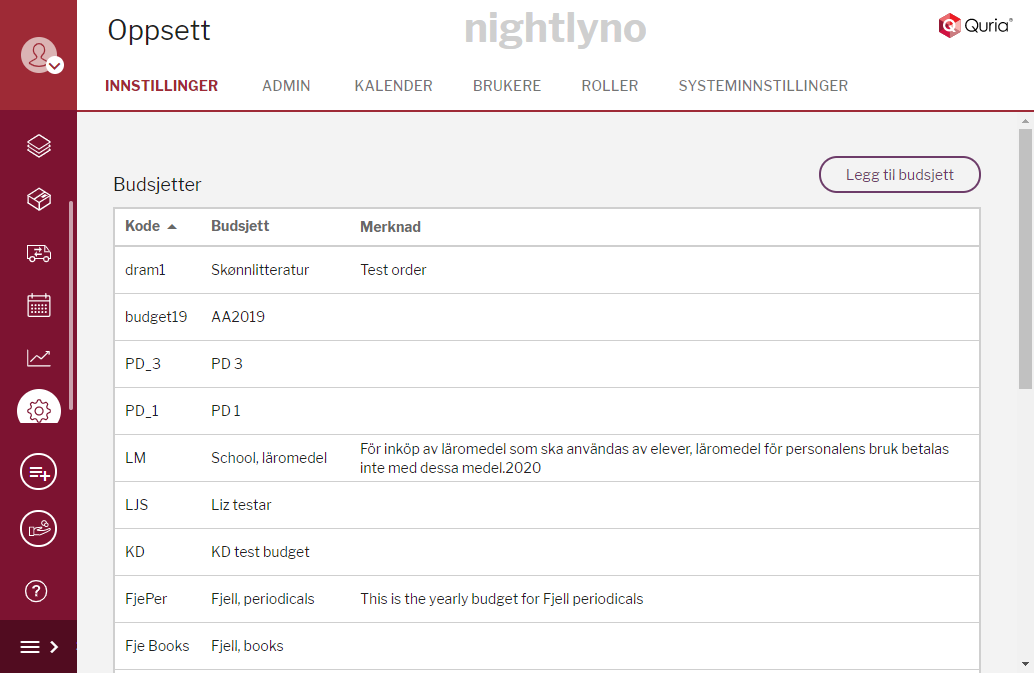 Oppsett
nightlyno
Quria®
INNSTILLINGER ADMIN KALENDER BRUKERE ROLLER SYSTEMINNSTILLINGER
Budsjetter
Legg til budsjett
Kode Budsjett Merknad
dram1 Skønnlitteratur Test order
budget19 AA2019
PD_3 PD 3
PD_1 PD 1
LM School, läromedel För inköp av läromedel som ska användas av elever, läromedel för personalens bruk betalas
inte med dessa medel.2020
LJS Liz testar
KD KD test budget
FjePer Fjell, periodicals This is the yearly budget for Fjell periodicals
Fje Books Fjell, books